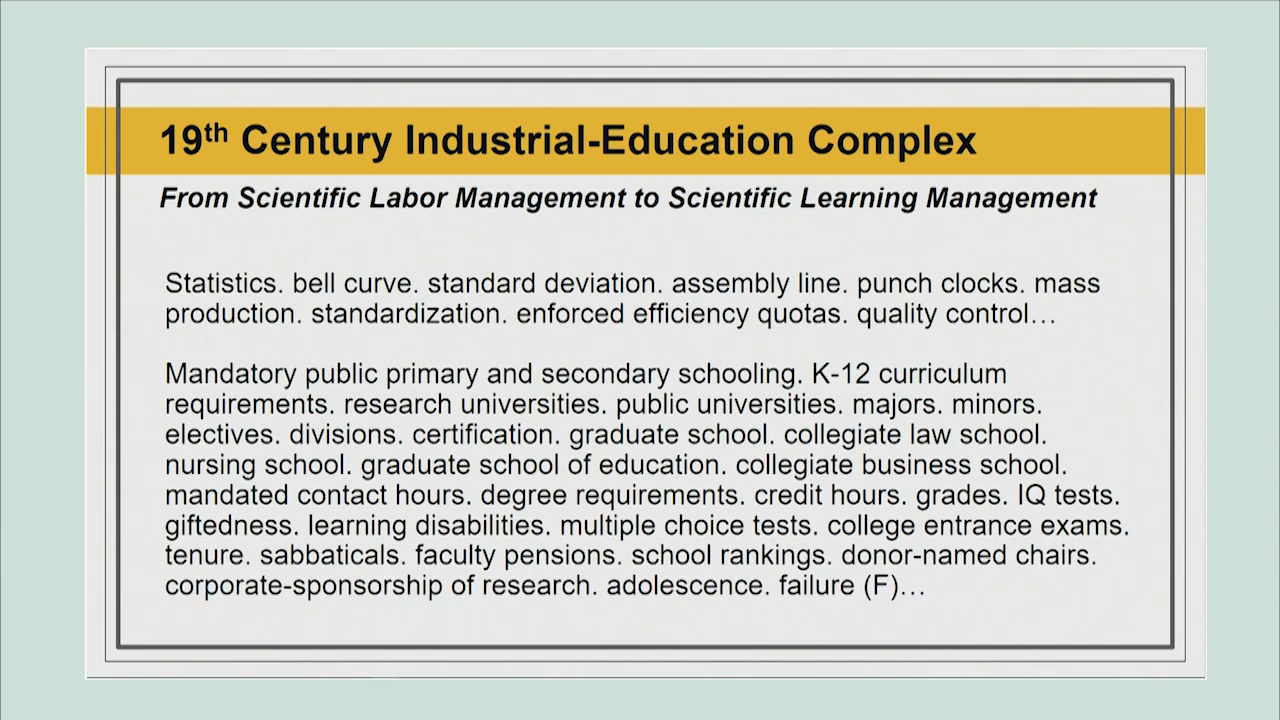 19th Century Industrial-Education Complex
From Scientific Labor Management to Scientific Learning Management
Statistics. bell curve. standard deviation. assembly line. punch clocks. mass
production. standardization. enforced efficiency quotas. quality control…
Mandatory public primary and secondary schooling. K-12 curriculum
requirements. research universities. public universities. majors. minors.
electives. divisions. certification. graduate school. collegiate law school.
nursing school. graduate school of education. collegiate business school.
mandated contact hours. degree requirements. credit hours. grades. IQ tests.
giftedness. learning disabilities. multiple choice tests. college entrance exams.
tenure. sabbaticals. faculty pensions. school rankings. donor-named chairs.
corporate-sponsorship of research. adolescence. failure (F)…